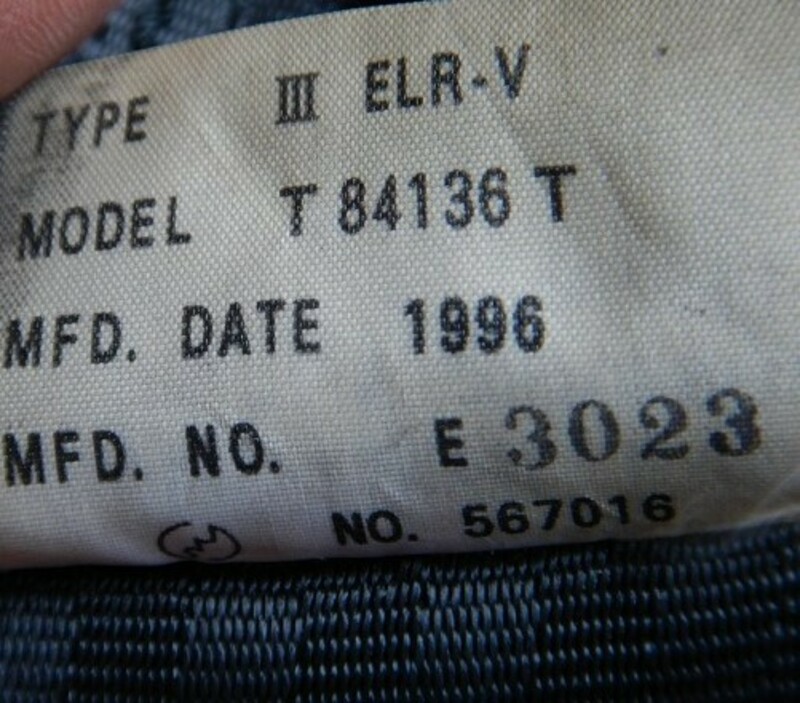 TYPE III ELR-V
MODEL T 84136 T
MFD. DATE 1996
MFD. NO. E 3023
NO. 567016